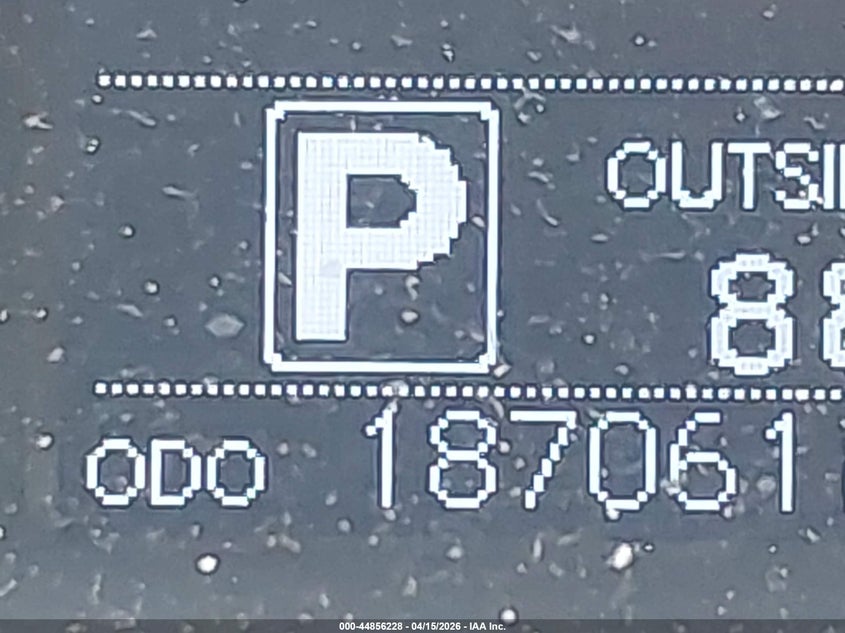 P
OUTSI
88
ODO 187061
000-44856228 - 04/15/2026 - IAA Inc.